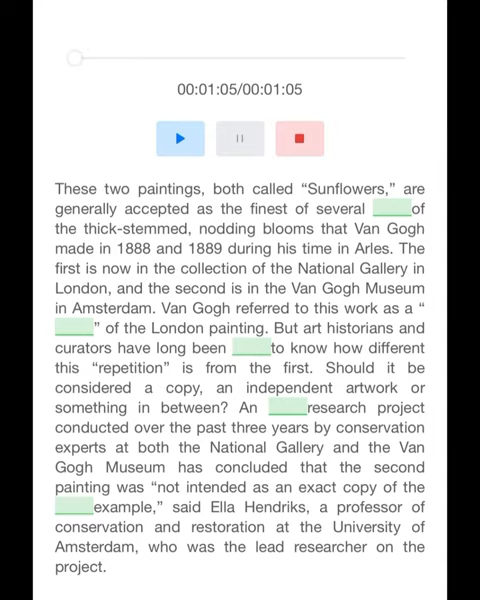 00:01:05/00:01:05
These two paintings, both called “Sunflowers,” are
generally accepted as the finest of several of
the thick-stemmed, nodding blooms that Van Gogh
made in 1888 and 1889 during his time in Arles. The
first is now in the collection of the National Gallery in
London, and the second is in the Van Gogh Museum
in Amsterdam. Van Gogh referred to this work as a “
” of the London painting. But art historians and
curators have long been to know how different
this “repetition” is from the first. Should it be
considered a copy, an independent artwork or
something in between? An research project
conducted over the past three years by conservation
experts at both the National Gallery and the Van
Gogh Museum has concluded that the second
painting was “not intended as an exact copy of the
example,” said Ella Hendriks, a professor of
conservation and restoration at the University of
Amsterdam, who was the lead researcher on the
project.